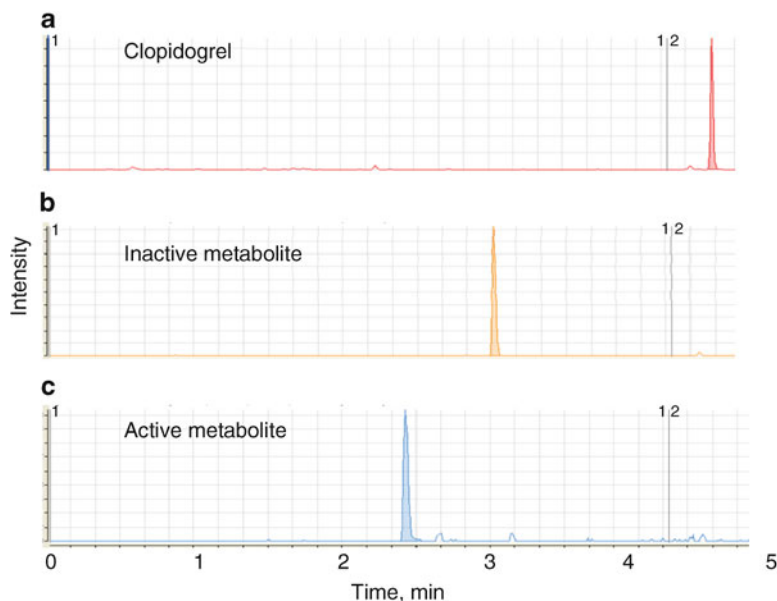 a
1 Clopidogrel 1 2
b
1 Inactive metabolite 1 2
Intensity
c
1 Active metabolite 1 2
0 1 2 3 4 5
Time, min